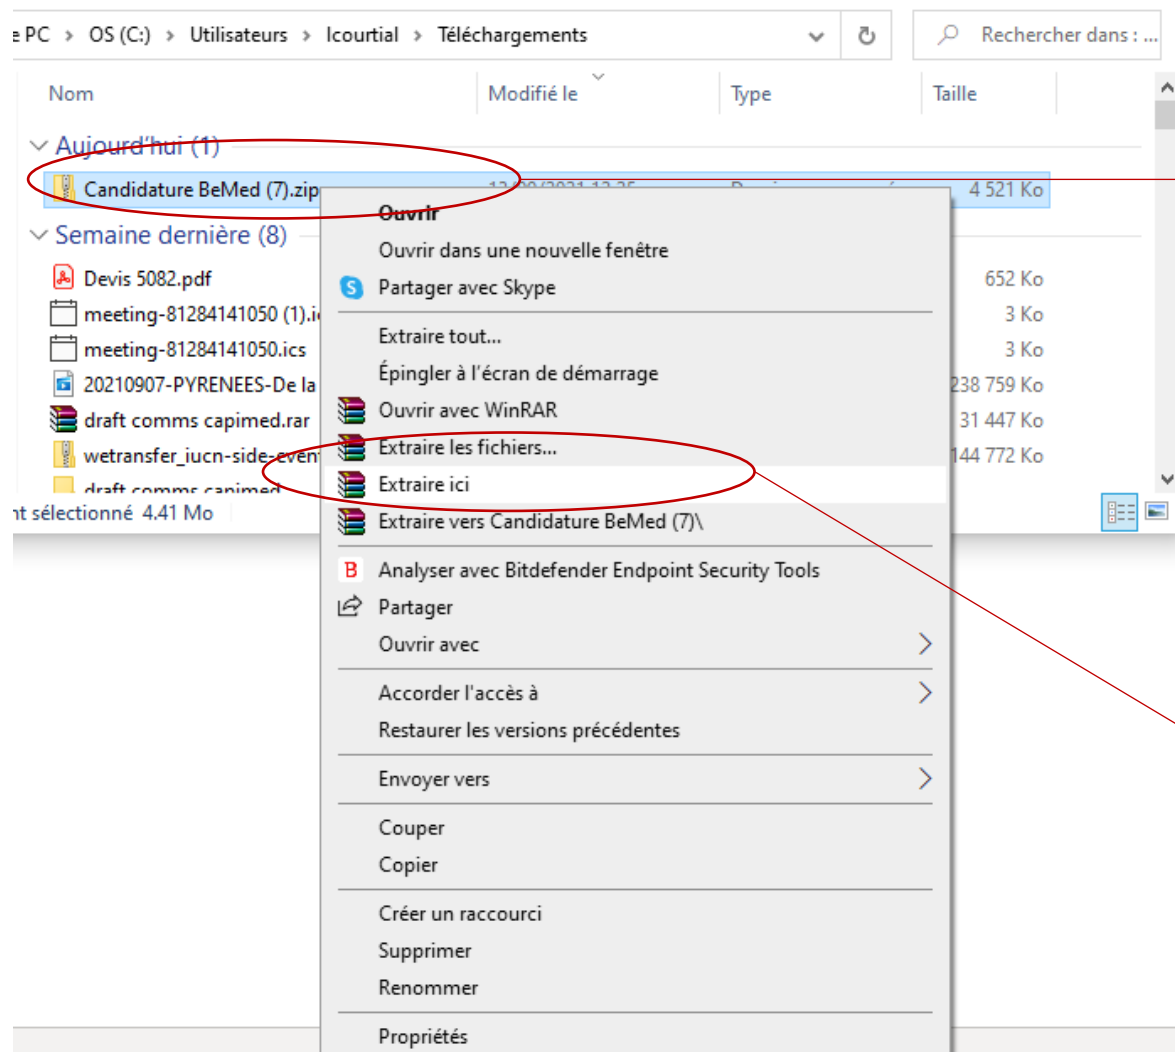 e PC > OS (C:) > Utilisateurs > lcourtial > Téléchargements
Rechercher dans : ...
Nom Modifié le Type Taille
Aujourd'hui (1)
Candidature BeMed (7).zip 4 521 Ko
Semaine dernière (8)
Devis 5082.pdf 652 Ko
meeting-81284141050 (1).i 3 Ko
meeting-81284141050.ics 3 Ko
20210907-PYRENEES-De la 238 759 Ko
draft comms capimed.rar 31 447 Ko
wetransfer_iucn-side-event 144 772 Ko
draft comms capimed
nt sélectionné 4.41 Mo
Ouvrir
Ouvrir dans une nouvelle fenêtre
Partager avec Skype
Extraire tout...
Épingler à l'écran de démarrage
Ouvrir avec WinRAR
Extraire les fichiers...
Extraire ici
Extraire vers Candidature BeMed (7)\
Analyser avec Bitdefender Endpoint Security Tools
Partager
Ouvrir avec
Accorder l'accès à
Restaurer les versions précédentes
Envoyer vers
Couper
Copier
Créer un raccourci
Supprimer
Renommer
Propriétés